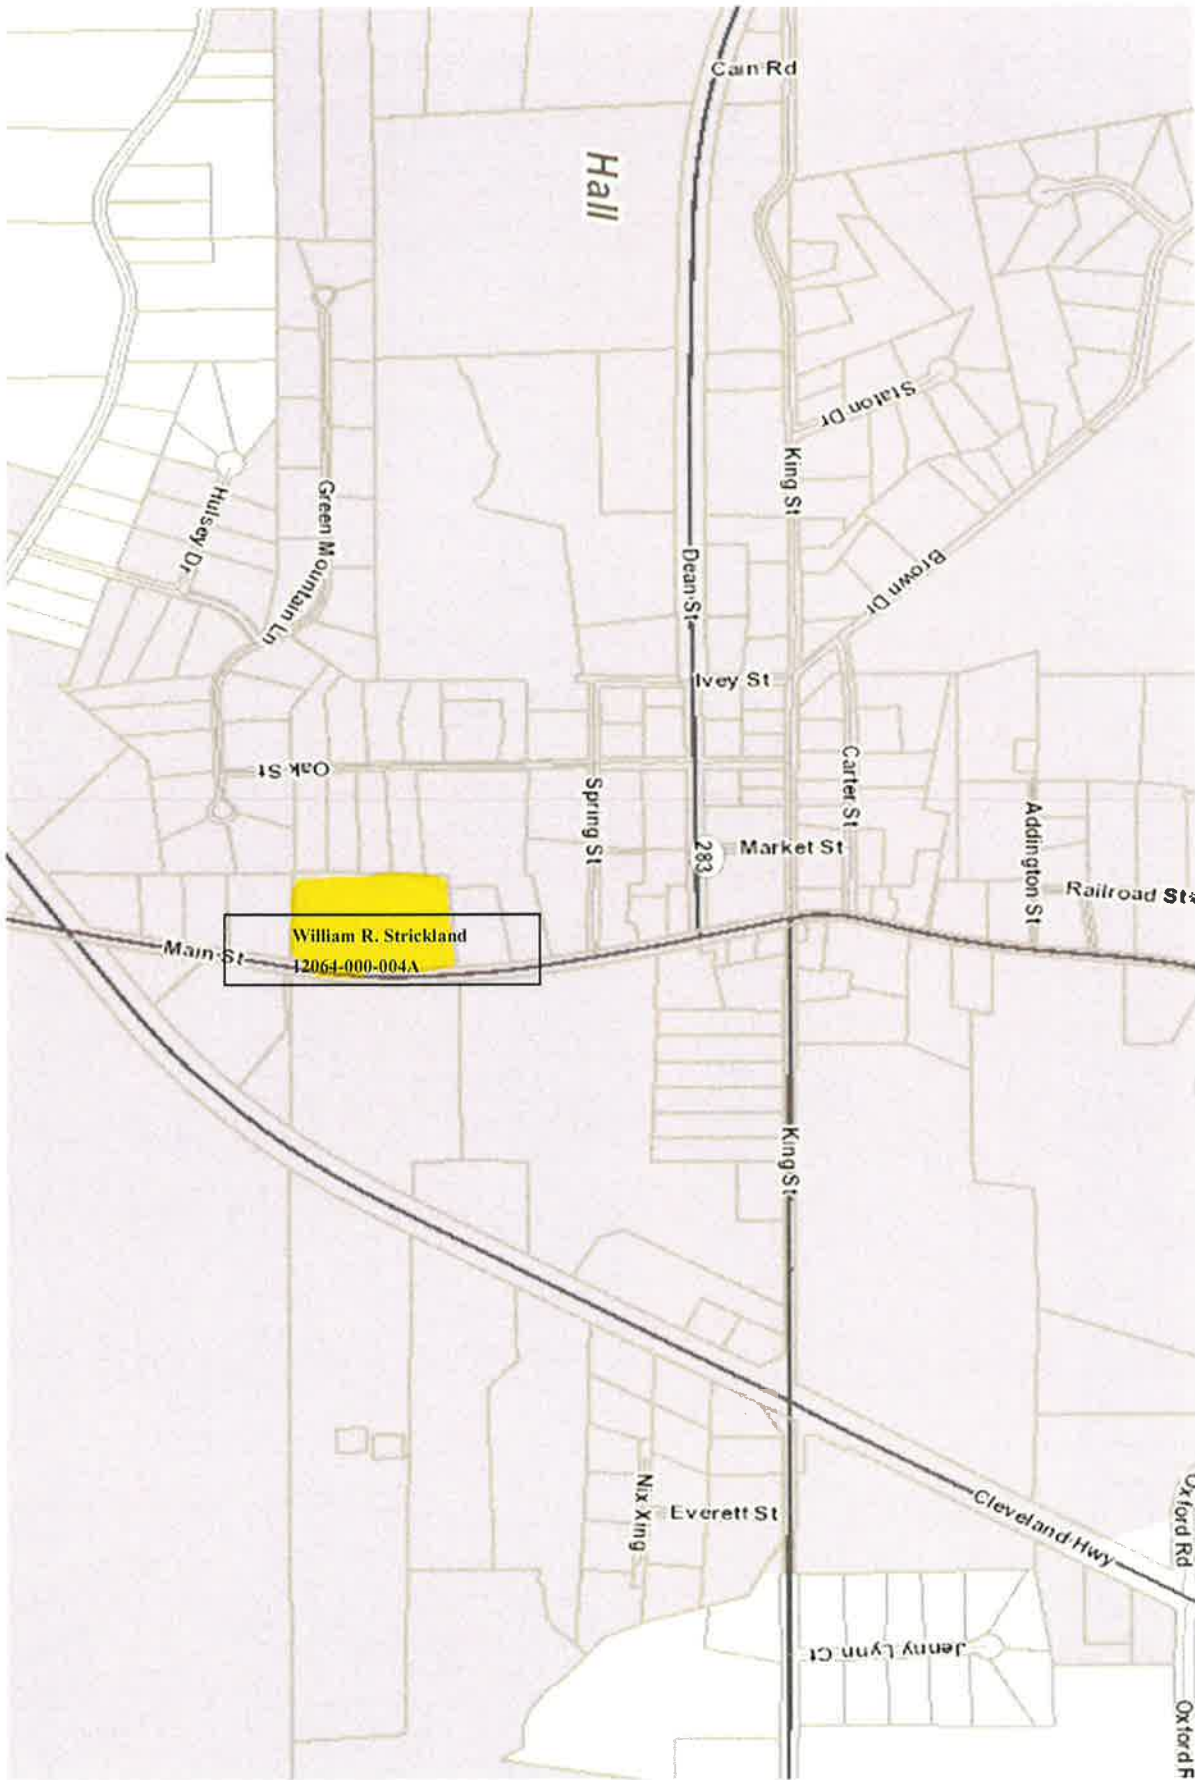 Cain Rd
Hall
Staton Dr
King St
Hulsey Dr
Green Mountain Ln
Dean St
Brown Dr
Ivey St
Oak St
Spring St
Carter St
Addington St
283
Market St
Railroad St
William R. Strickland
12064-000-004A
Main St
King St
Nix Xing
Everett St
Cleveland Hwy
Oxford Rd
Jenny Lynn Ct
Oxford R